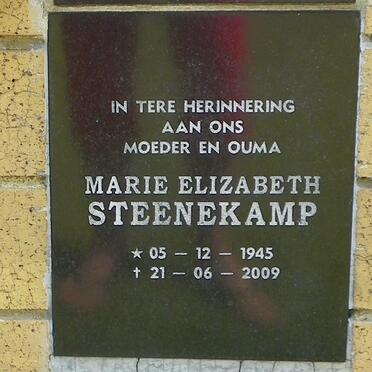 IN TERE HERINNERING
AAN ONS
MOEDER EN OUMA
MARIE ELIZABETH
STEENEKAMP
★ 05 – 12 – 1945
† 21 – 06 – 2009